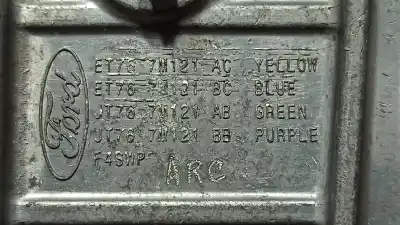 Ford
ET76 7M121 AC YELLOW
ET76 7M121 BC BLUE
JT76 7M121 AB GREEN
JT76 7M121 BB PURPLE
F4SWP
ARC